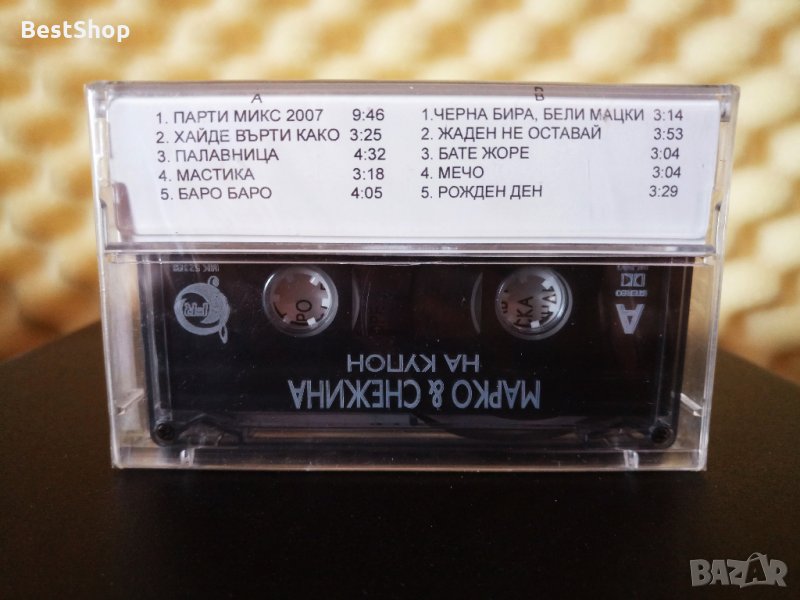 BestShop
A
1. ПАРТИ МИКС 2007 9:46
2. ХАЙДЕ ВЪРТИ КАКО 3:25
3. ПАЛАВНИЦА 4:32
4. МАСТИКА 3:18
5. БАРО БАРО 4:05
B
1.ЧЕРНА БИРА, БЕЛИ МАЦКИ 3:14
2. ЖАДЕН НЕ ОСТАВАЙ 3:53
3. БАТЕ ЖОРЕ 3:04
4. МЕЧО 3:04
5. РОЖДЕН ДЕН 3:29
A
STEREO
МАРКО & СНЕЖИНА
НА КУПОН
BAZAR